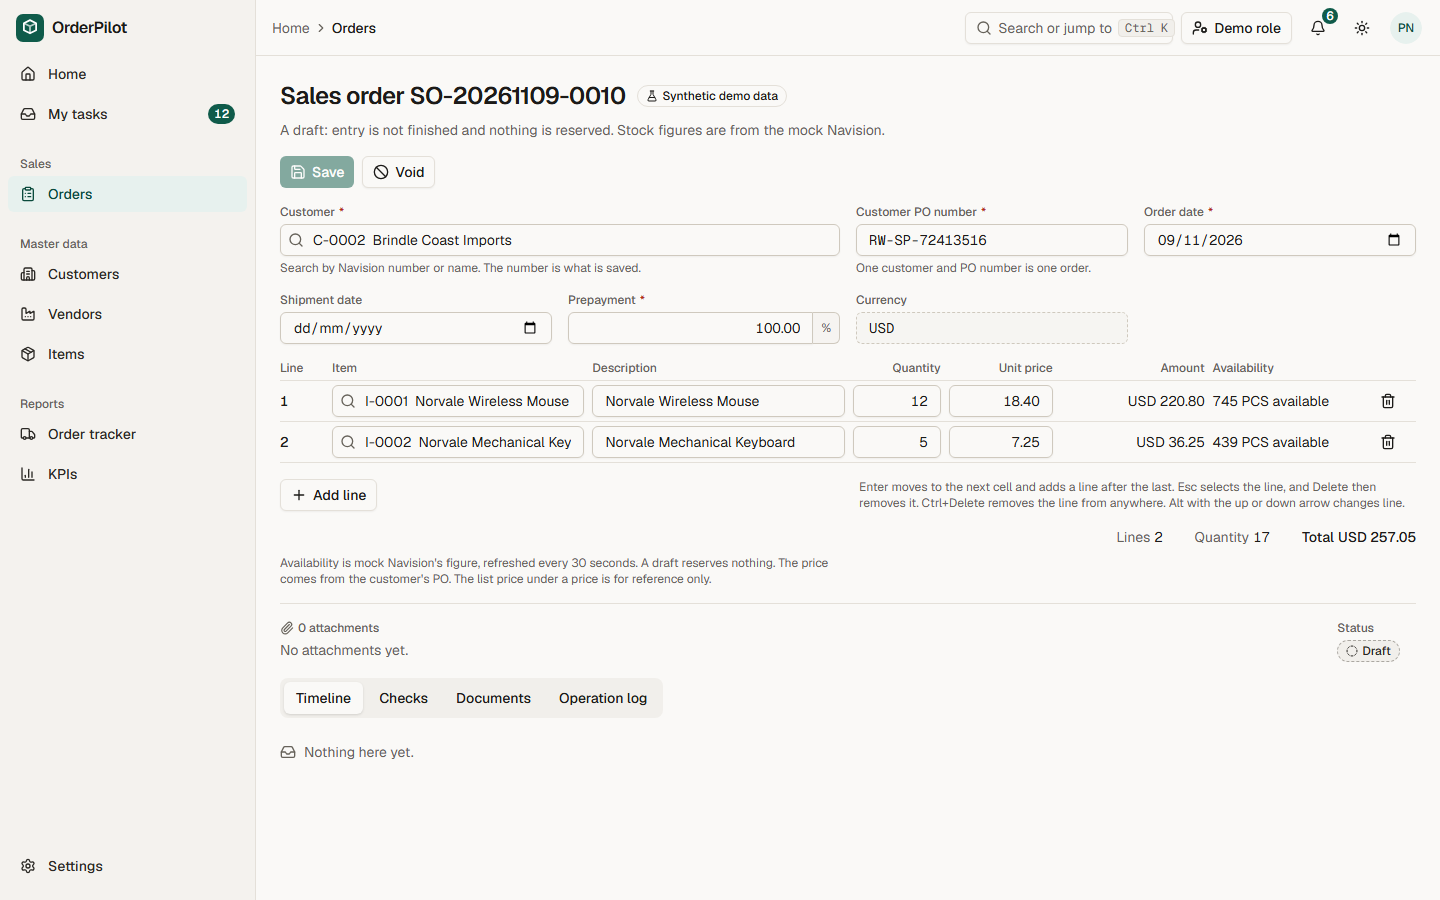 OrderPilot
Home
My tasks 12
Sales
Orders
Master data
Customers
Vendors
Items
Reports
Order tracker
KPIs
Settings
Home > Orders
Search or jump to Ctrl K
Demo role
6
PN
Sales order SO-20261109-0010
Synthetic demo data
A draft: entry is not finished and nothing is reserved. Stock figures are from the mock Navision.
Save Void
Customer * Customer PO number * Order date *
C-0002 Brindle Coast Imports RW-SP-72413516 09/11/2026
Search by Navision number or name. The number is what is saved. One customer and PO number is one order.
Shipment date Prepayment * Currency
dd/mm/yyyy 100.00 % USD
Line Item Description Quantity Unit price Amount Availability
1 I-0001 Norvale Wireless Mouse Norvale Wireless Mouse 12 18.40 USD 220.80 745 PCS available
2 I-0002 Norvale Mechanical Key Norvale Mechanical Keyboard 5 7.25 USD 36.25 439 PCS available
Add line
Enter moves to the next cell and adds a line after the last. Esc selects the line, and Delete then
removes it. Ctrl+Delete removes the line from anywhere. Alt with the up or down arrow changes line.
Lines 2 Quantity 17 Total USD 257.05
Availability is mock Navision's figure, refreshed every 30 seconds. A draft reserves nothing. The price
comes from the customer's PO. The list price under a price is for reference only.
0 attachments
No attachments yet.
Status
Draft
Timeline Checks Documents Operation log
Nothing here yet.